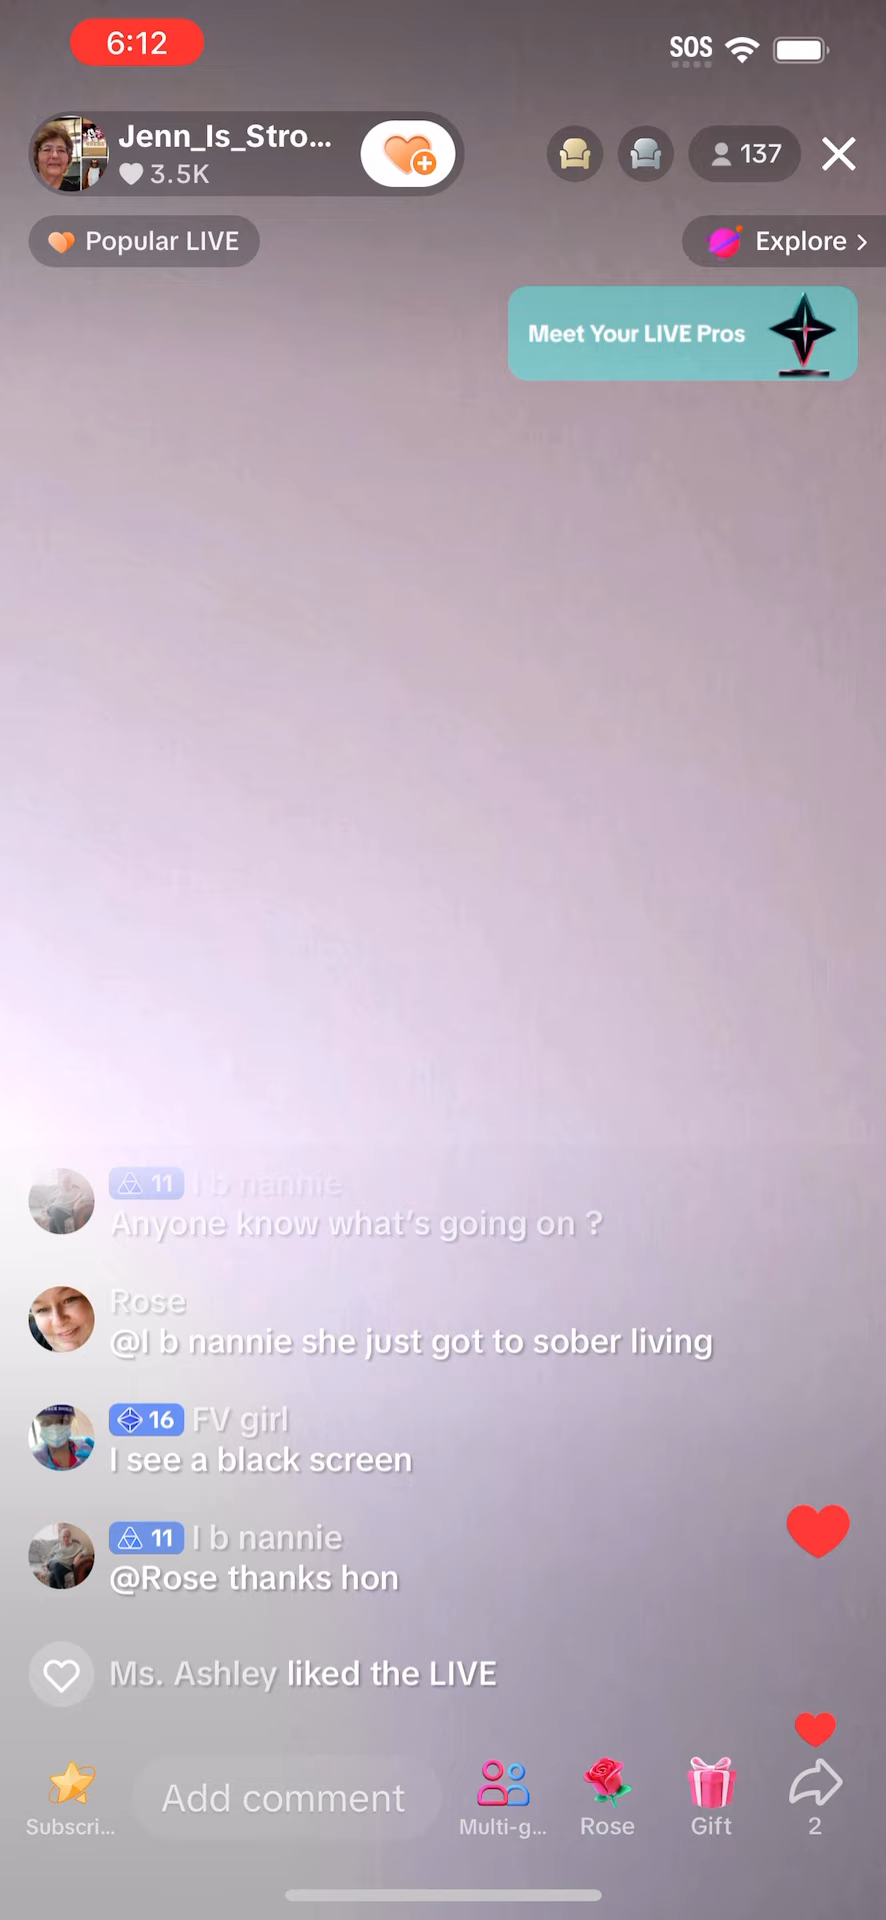 6:12
SOS
Jenn_Is_Stro...
3.5K
137
Popular LIVE
Explore >
Meet Your LIVE Pros
11 I b nannie
Anyone know what's going on ?
Rose
@I b nannie she just got to sober living
16 FV girl
I see a black screen
11 I b nannie
@Rose thanks hon
Ms. Ashley liked the LIVE
Add comment
Subscri...
Multi-g...
Rose
Gift
2